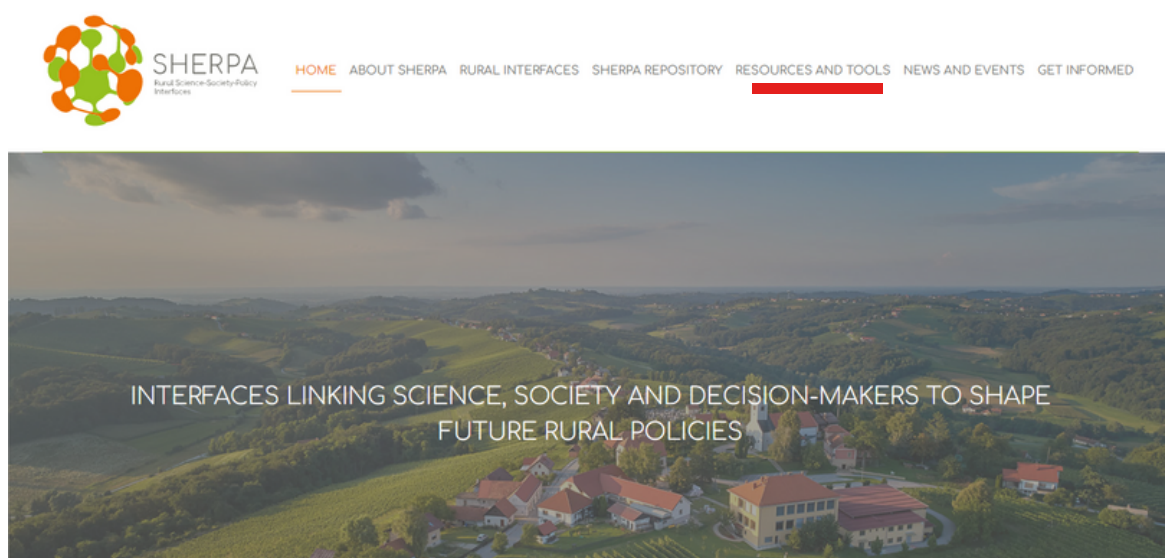 SHERPA
Rural Science-Society-Policy
Interfaces
HOME ABOUT SHERPA RURAL INTERFACES SHERPA REPOSITORY RESOURCES AND TOOLS NEWS AND EVENTS GET INFORMED
INTERFACES LINKING SCIENCE, SOCIETY AND DECISION-MAKERS TO SHAPE
FUTURE RURAL POLICIES